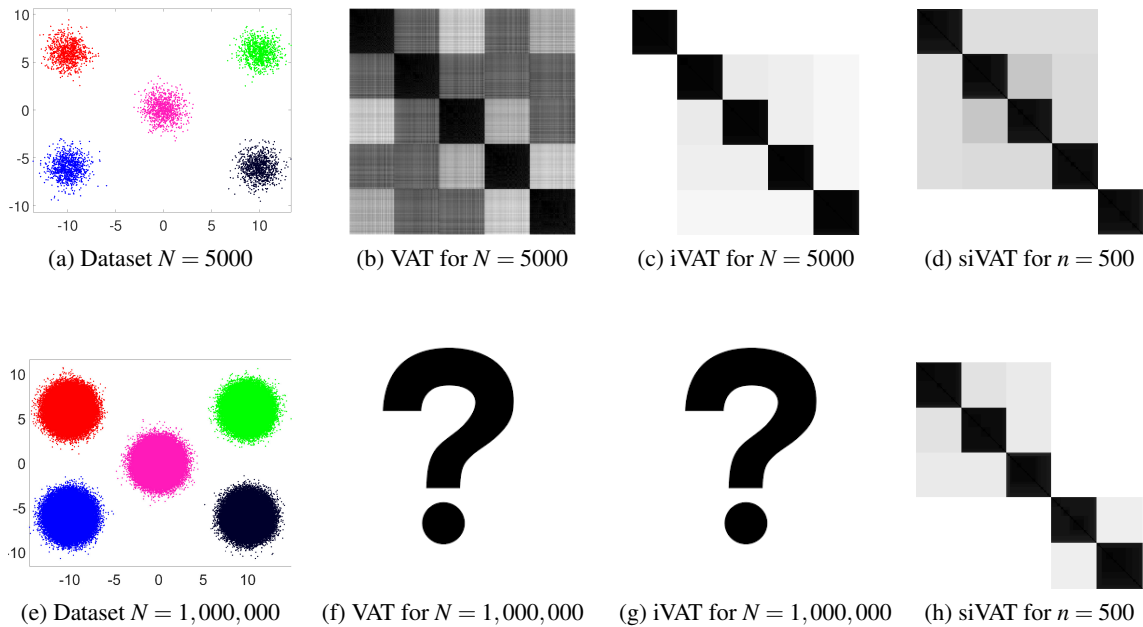 10
5
0
-5
-10
-10 -5 0 5 10
(a) Dataset N = 5000
(b) VAT for N = 5000
(c) iVAT for N = 5000
(d) siVAT for n = 500
10
5
0
-5
-10
-10 -5 0 5 10
(e) Dataset N = 1,000,000
?
(f) VAT for N = 1,000,000
?
(g) iVAT for N = 1,000,000
(h) siVAT for n = 500